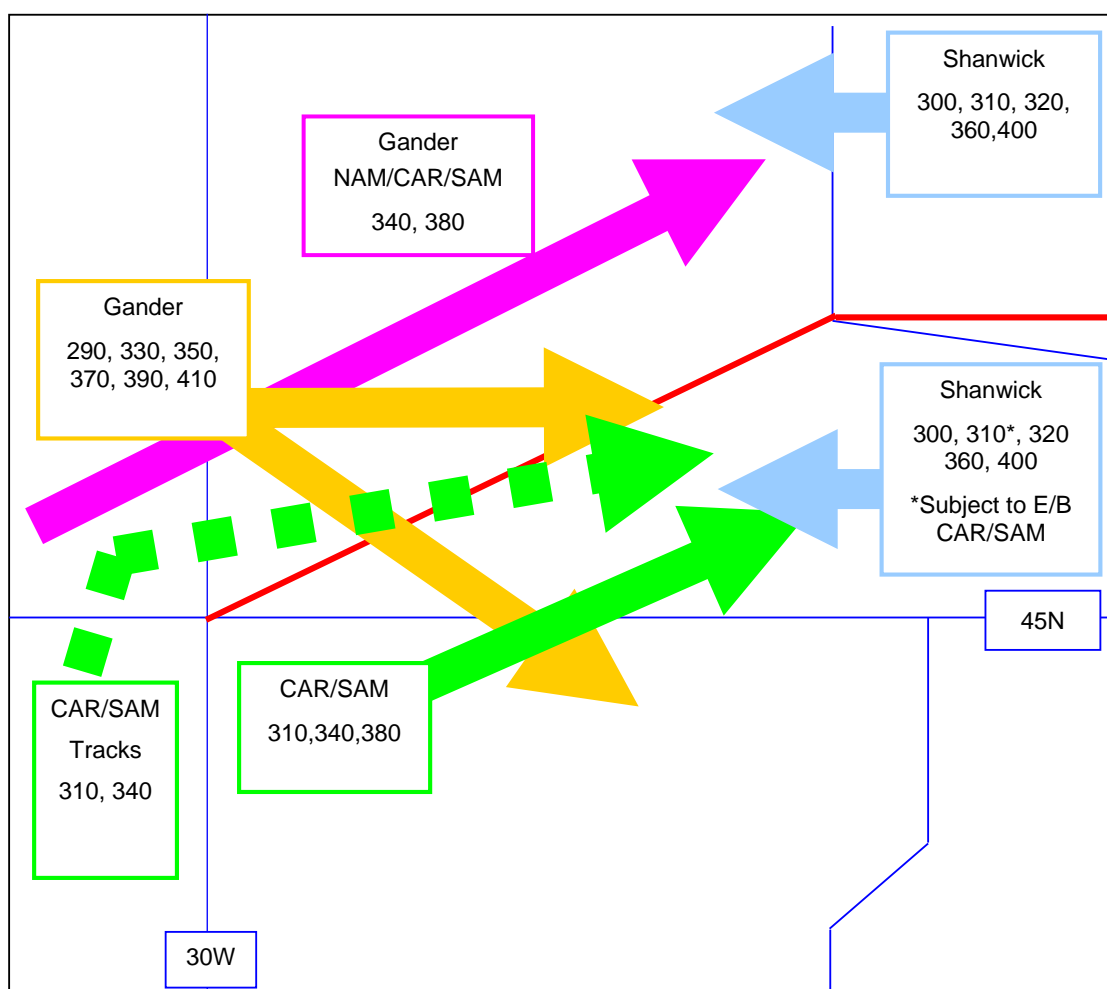 Shanwick
300, 310, 320,
360,400
Gander
NAM/CAR/SAM
340, 380
Gander
290, 330, 350,
370, 390, 410
Shanwick
300, 310*, 320
360, 400
*Subject to E/B
CAR/SAM
45N
CAR/SAM
310,340,380
CAR/SAM
Tracks
310, 340
30W